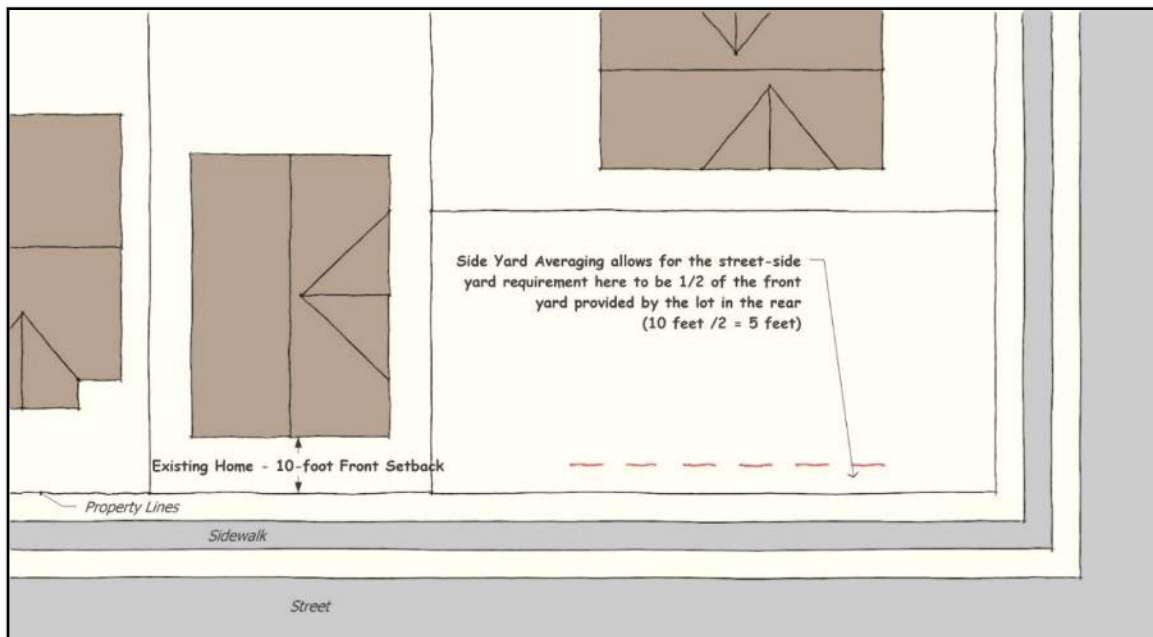 Side Yard Averaging allows for the street-side
yard requirement here to be 1/2 of the front
yard provided by the lot in the rear
(10 feet /2 = 5 feet)
Existing Home - 10-foot Front Setback
Property Lines
Sidewalk
Street